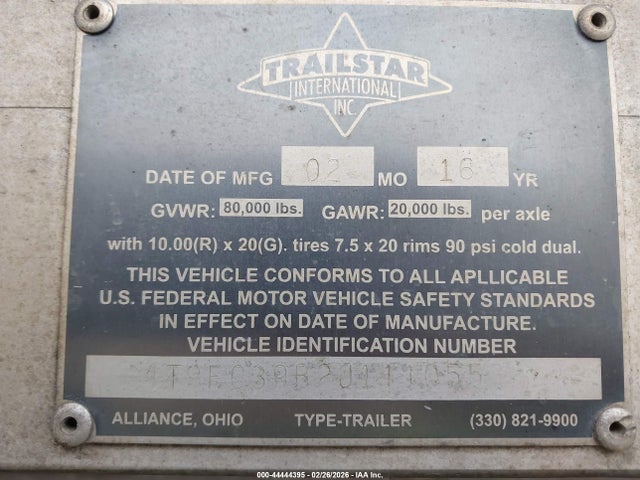 TRAILSTAR
INTERNATIONAL
INC.
DATE OF MFG 02 MO 16 YR
GVWR: 80,000 lbs. GAWR: 20,000 lbs. per axle
with 10.00(R) x 20(G). tires 7.5 x 20 rims 90 psi cold dual.
THIS VEHICLE CONFORMS TO ALL APLLICABLE
U.S. FEDERAL MOTOR VEHICLE SAFETY STANDARDS
IN EFFECT ON DATE OF MANUFACTURE.
VEHICLE IDENTIFICATION NUMBER
ALLIANCE, OHIO TYPE-TRAILER (330) 821-9900
000-44444395 | 02/26/2026 - IAA Inc.